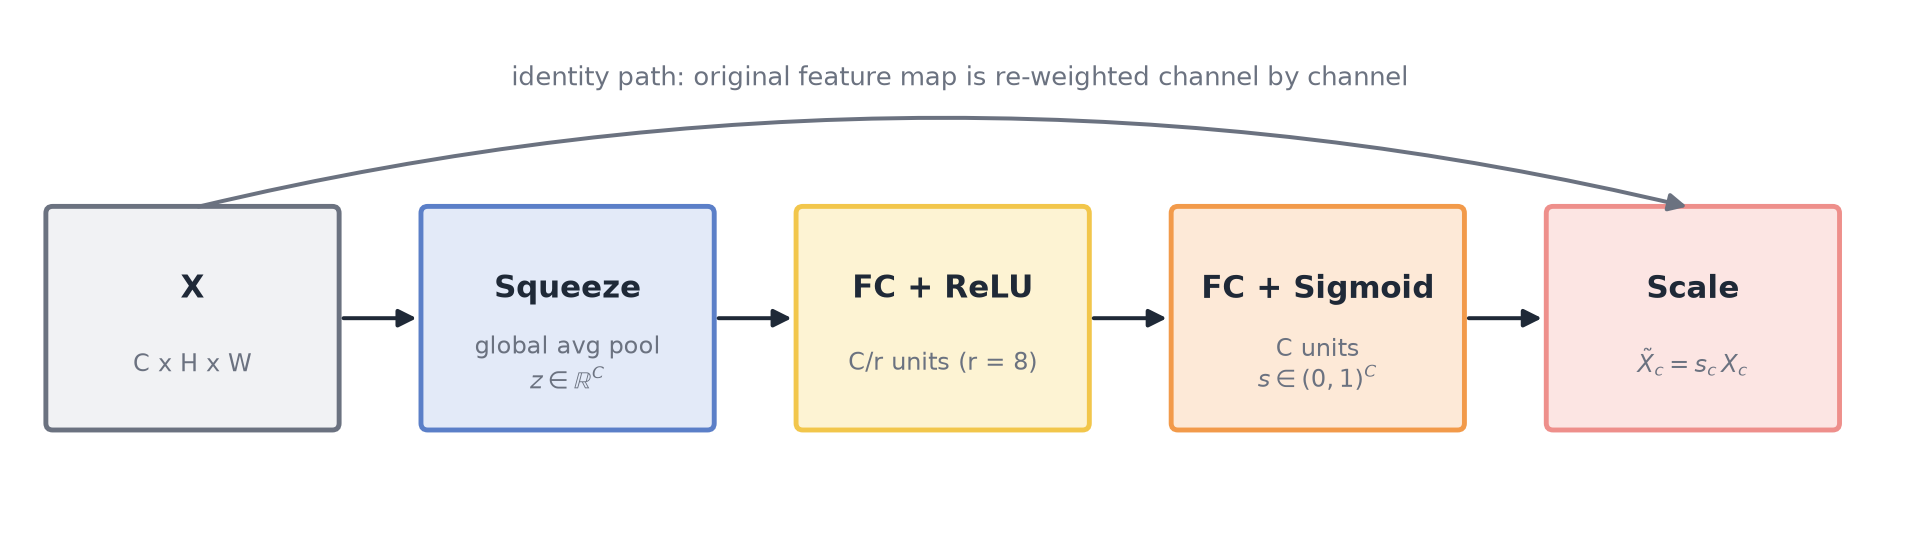 identity path: original feature map is re-weighted channel by channel
X
C x H x W
Squeeze
global avg pool
z ∈ ℝ^C
FC + ReLU
C/r units (r = 8)
FC + Sigmoid
C units
s ∈ (0, 1)^C
Scale
X̃_c = s_c X_c